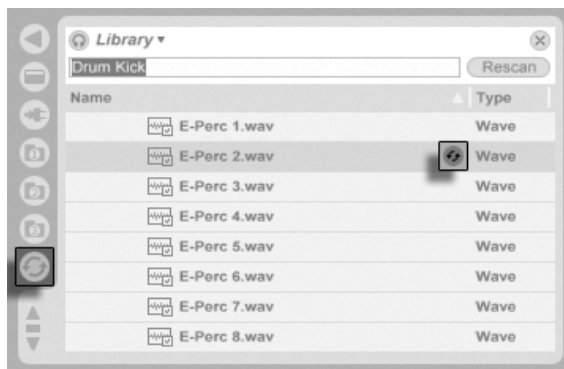 Library
Drum Kick Rescan
Name Type
E-Perc 1.wav Wave
E-Perc 2.wav Wave
E-Perc 3.wav Wave
E-Perc 4.wav Wave
E-Perc 5.wav Wave
E-Perc 6.wav Wave
E-Perc 7.wav Wave
E-Perc 8.wav Wave